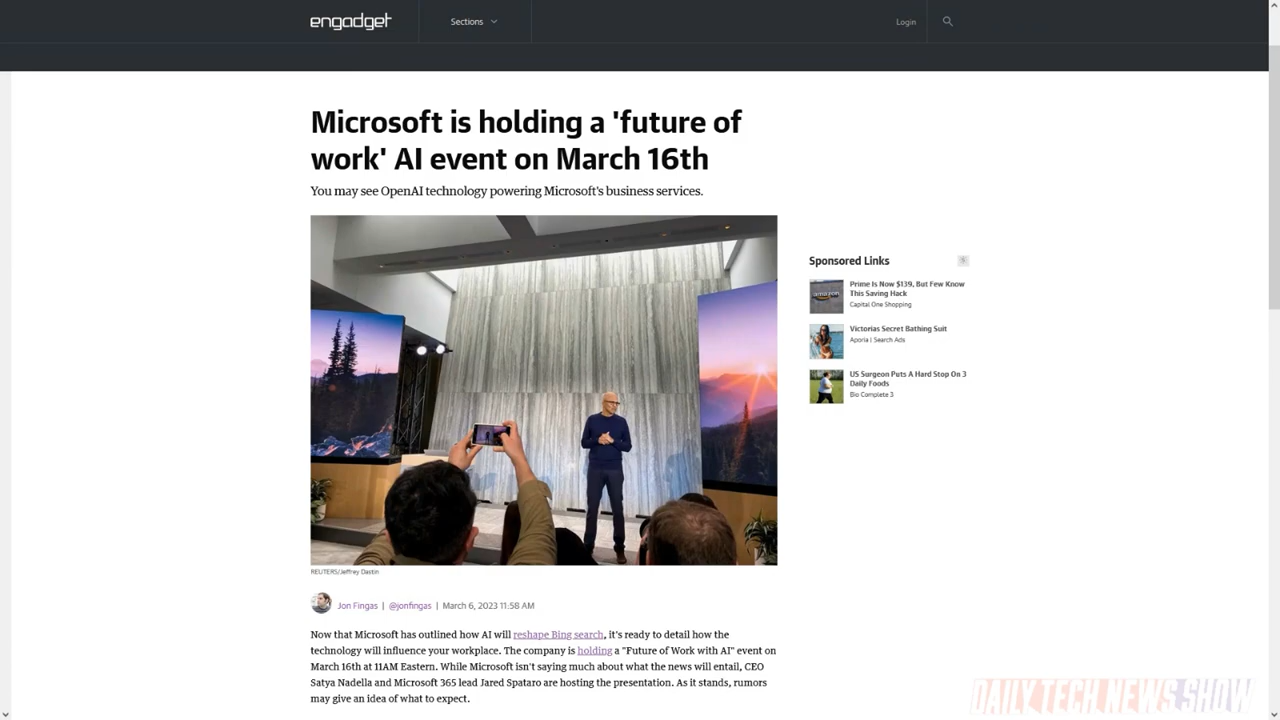 engadget
Sections
Login
Microsoft is holding a 'future of
work' AI event on March 16th
You may see OpenAI technology powering Microsoft's business services.
Sponsored Links
Prime Is Now $139, But Few Know
This Saving Hack
Capital One Shopping
amazon
Victorias Secret Bathing Suit
Aporia | Search Ads
US Surgeon Puts A Hard Stop On 3
Daily Foods
Bio Complete 3
REUTERS/Jeffrey Dastin
Jon Fingas | @jonfingas | March 6, 2023 11:58 AM
Now that Microsoft has outlined how AI will reshape Bing search, it's ready to detail how the
technology will influence your workplace. The company is holding a "Future of Work with AI" event on
March 16th at 11AM Eastern. While Microsoft isn't saying much about what the news will entail, CEO
Satya Nadella and Microsoft 365 lead Jared Spataro are hosting the presentation. As it stands, rumors
may give an idea of what to expect.
DAILY TECH NEWS SHOW